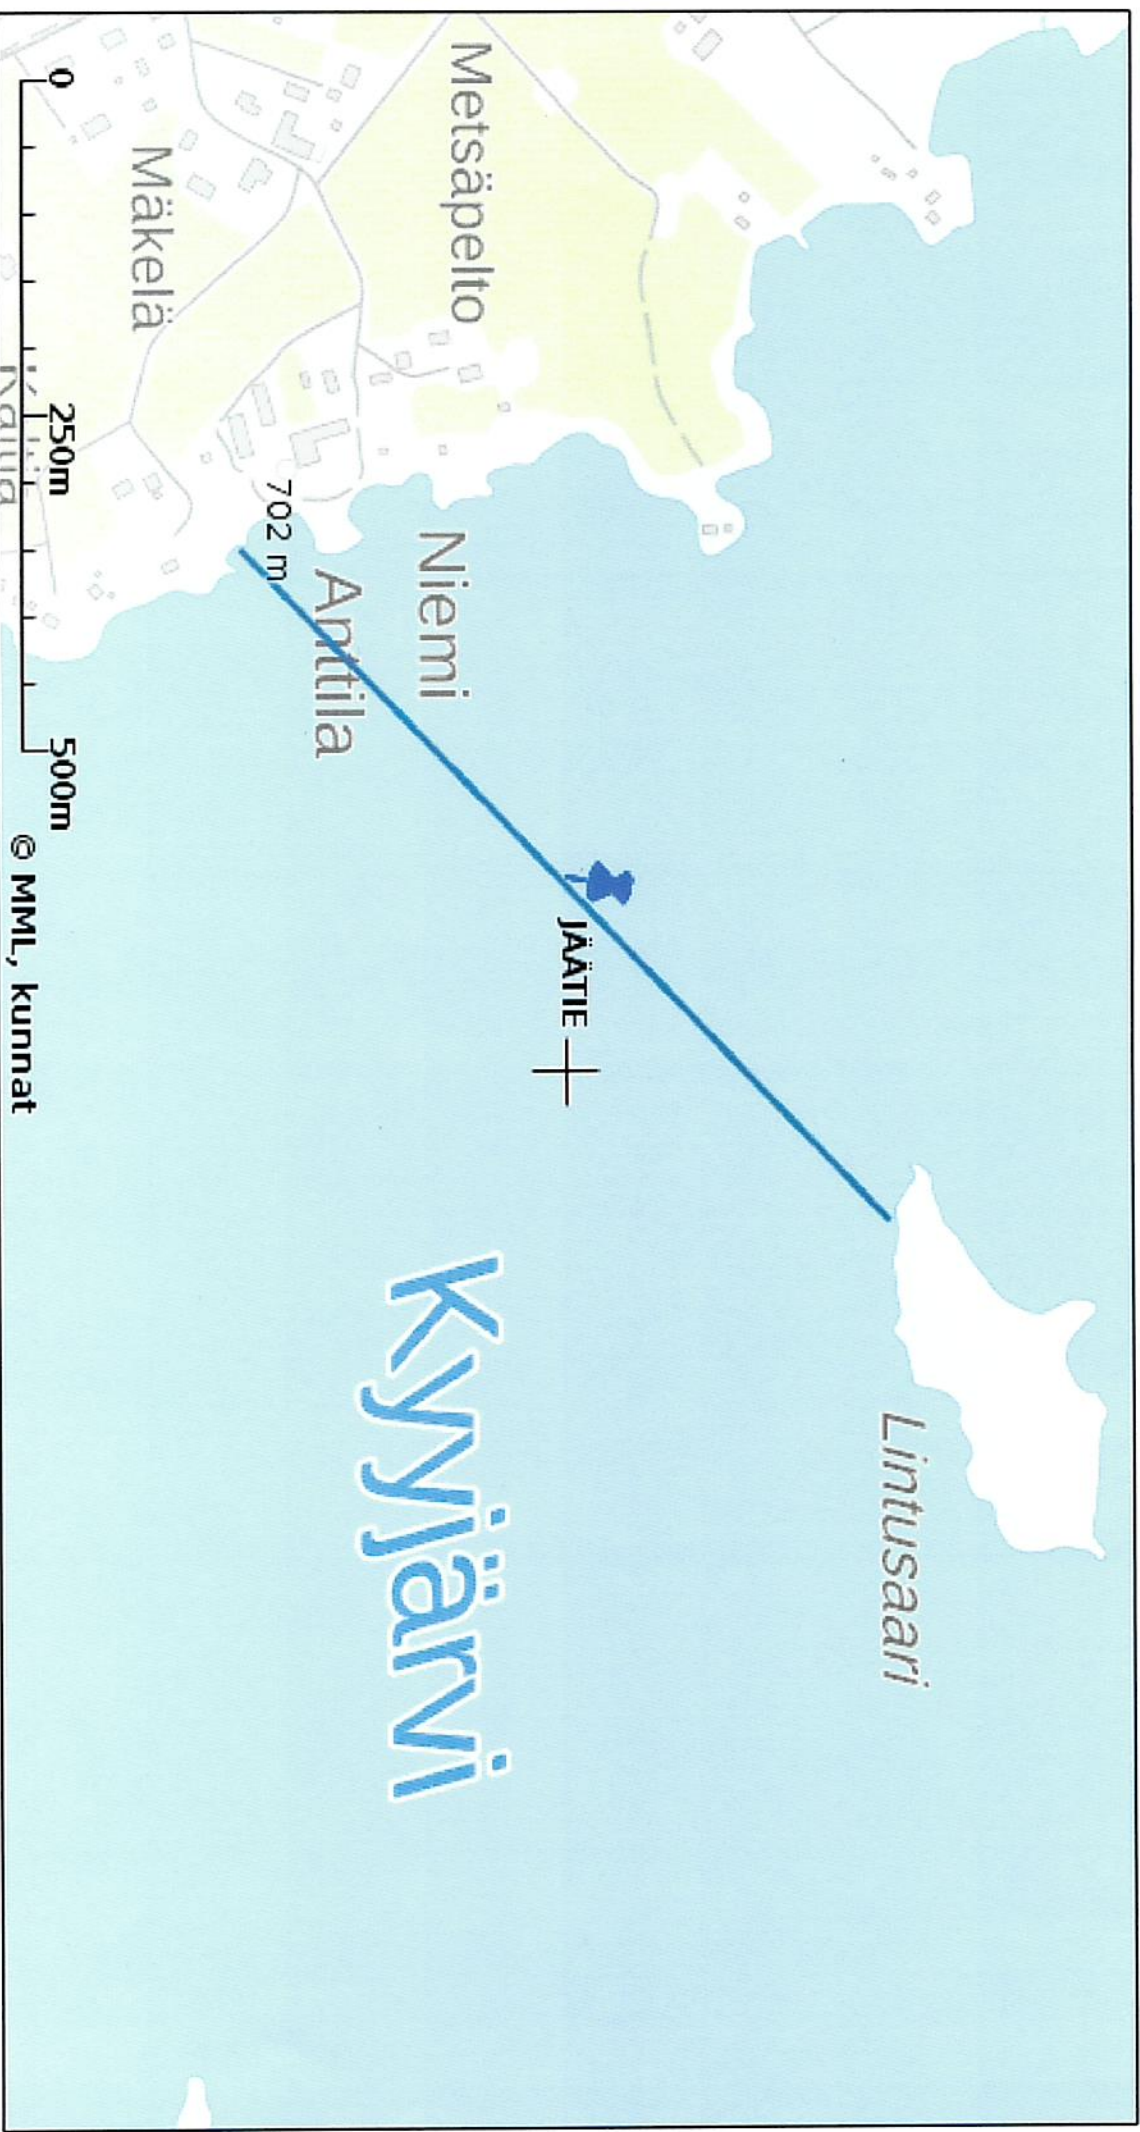 Lintusaari
JÄÄTIE
Metsäpelto
Niemi
Kyyjärvi
Anttila
702 m
Mäkelä
0
250m
500m
© MML, kunnat